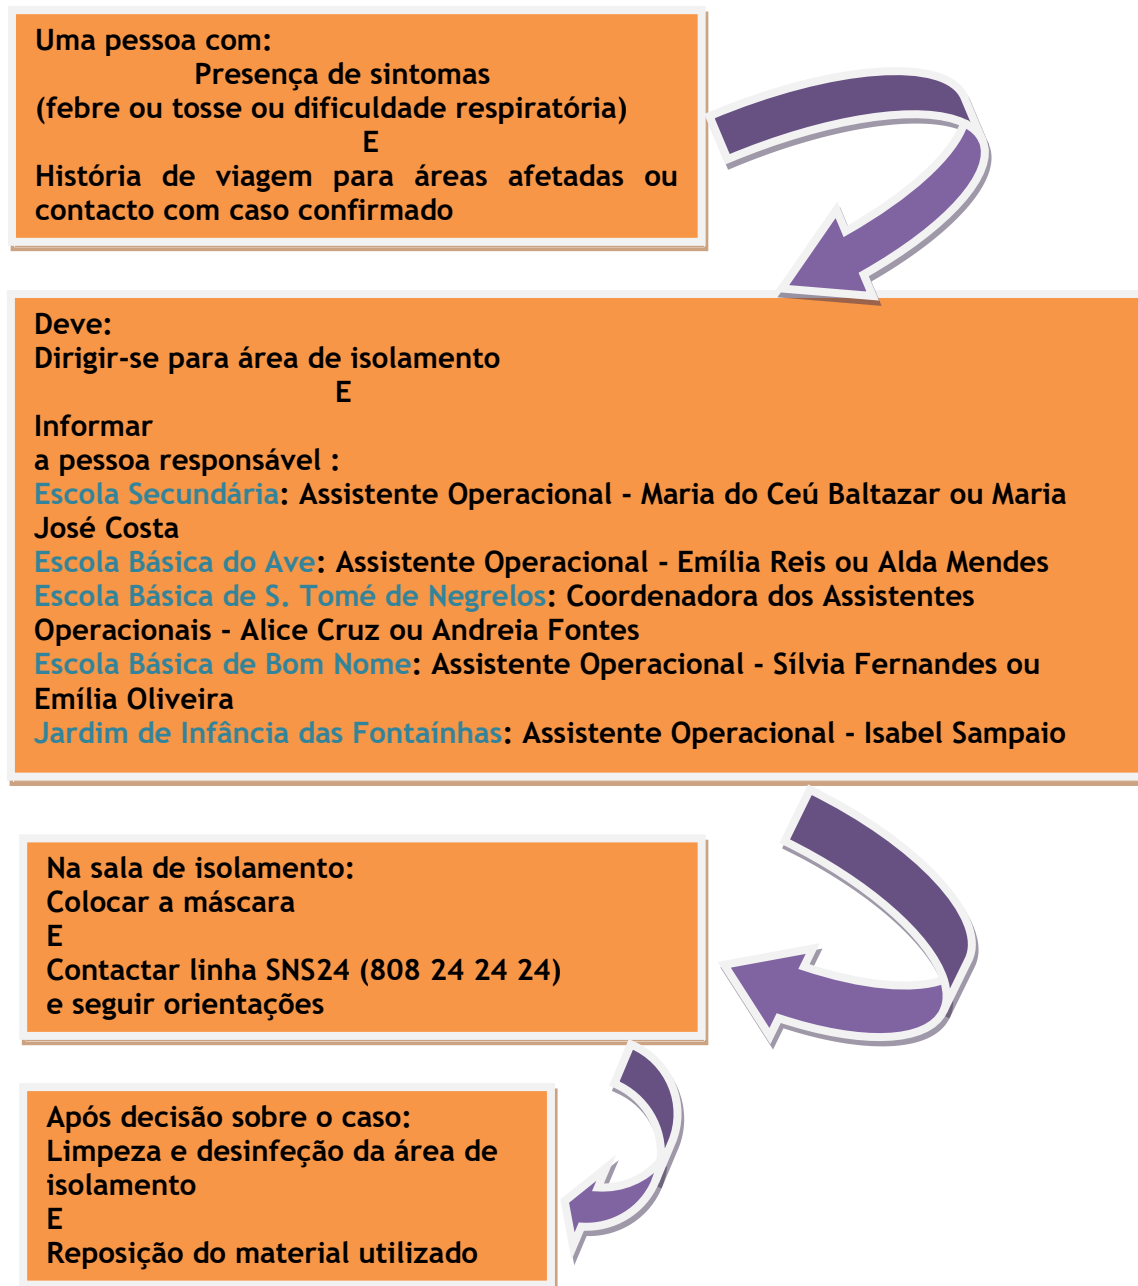 Uma pessoa com:
Presença de sintomas
(febre ou tosse ou dificuldade respiratória)
E
História de viagem para áreas afetadas ou
contacto com caso confirmado
Deve:
Dirigir-se para área de isolamento
E
Informar
a pessoa responsável :
Escola Secundária: Assistente Operacional - Maria do Ceú Baltazar ou Maria
José Costa
Escola Básica do Ave: Assistente Operacional - Emília Reis ou Alda Mendes
Escola Básica de S. Tomé de Negrelos: Coordenadora dos Assistentes
Operacionais - Alice Cruz ou Andreia Fontes
Escola Básica de Bom Nome: Assistente Operacional - Sílvia Fernandes ou
Emília Oliveira
Jardim de Infância das Fontaínhas: Assistente Operacional - Isabel Sampaio
Na sala de isolamento:
Colocar a máscara
E
Contactar linha SNS24 (808 24 24 24)
e seguir orientações
Após decisão sobre o caso:
Limpeza e desinfeção da área de
isolamento
E
Reposição do material utilizado